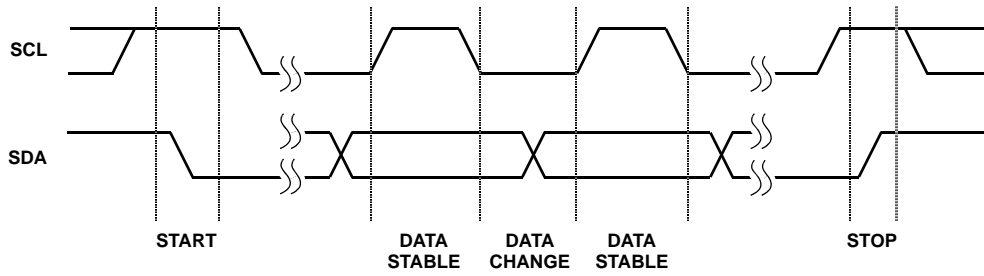 SCL
SDA
START
DATA
STABLE
DATA
CHANGE
DATA
STABLE
STOP